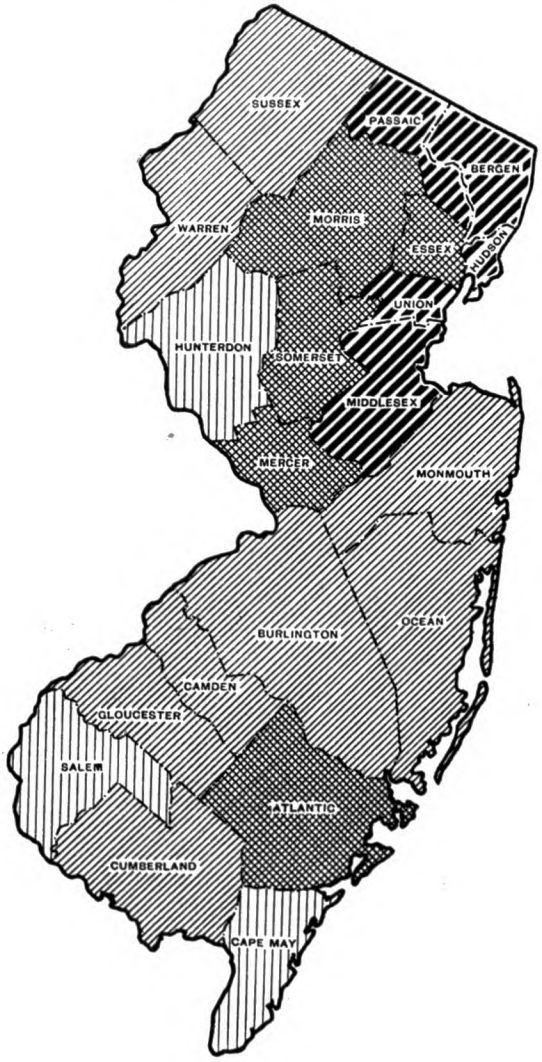 SUSSEX
PASSAIC
BERGEN
MORRIS
WARREN
ESSEX
HUDSON
UNION
HUNTERDON
SOMERSET
MIDDLESEX
MERCER
MONMOUTH
OCEAN
BURLINGTON
CAMDEN
GLOUCESTER
SALEM
ATLANTIC
CUMBERLAND
CAPE MAY